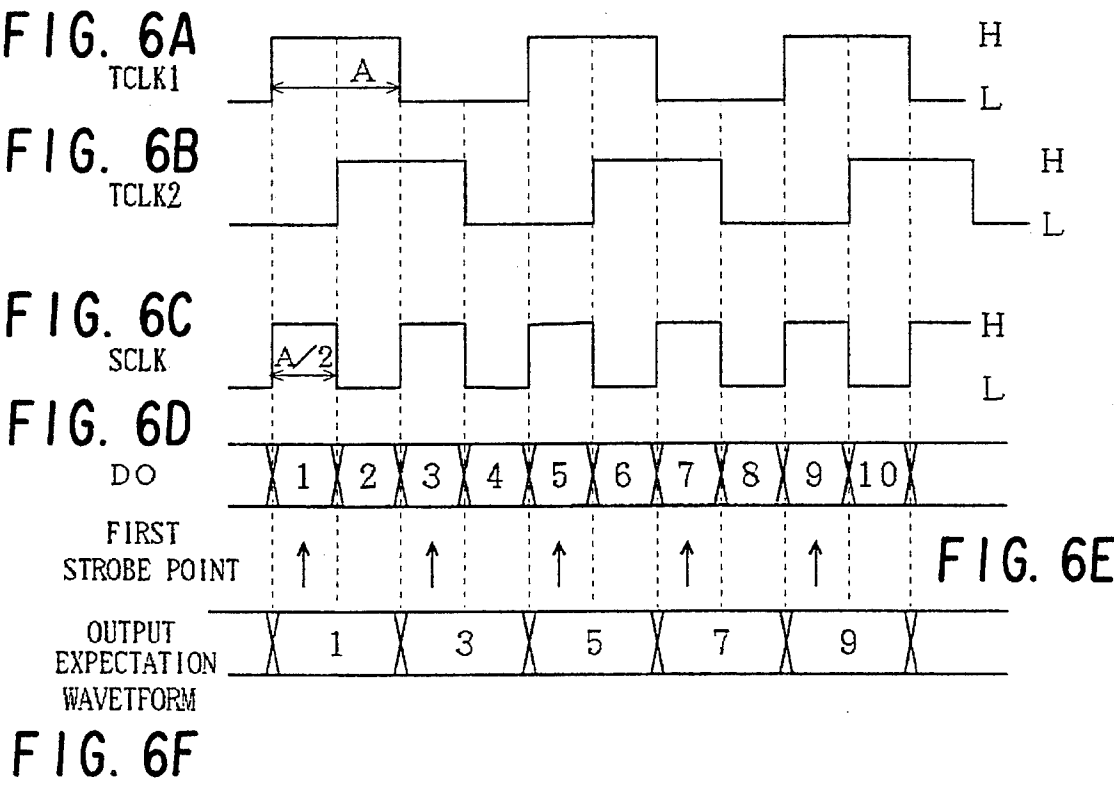 FIG. 6A
TCLK1
A
H
L
FIG. 6B
TCLK2
H
L
FIG. 6C
SCLK
A/2
H
L
FIG. 6D
DO
1 2 3 4 5 6 7 8 9 10
FIRST
STROBE POINT
FIG. 6E
OUTPUT
EXPECTATION
WAVETFORM
1 3 5 7 9
FIG. 6F